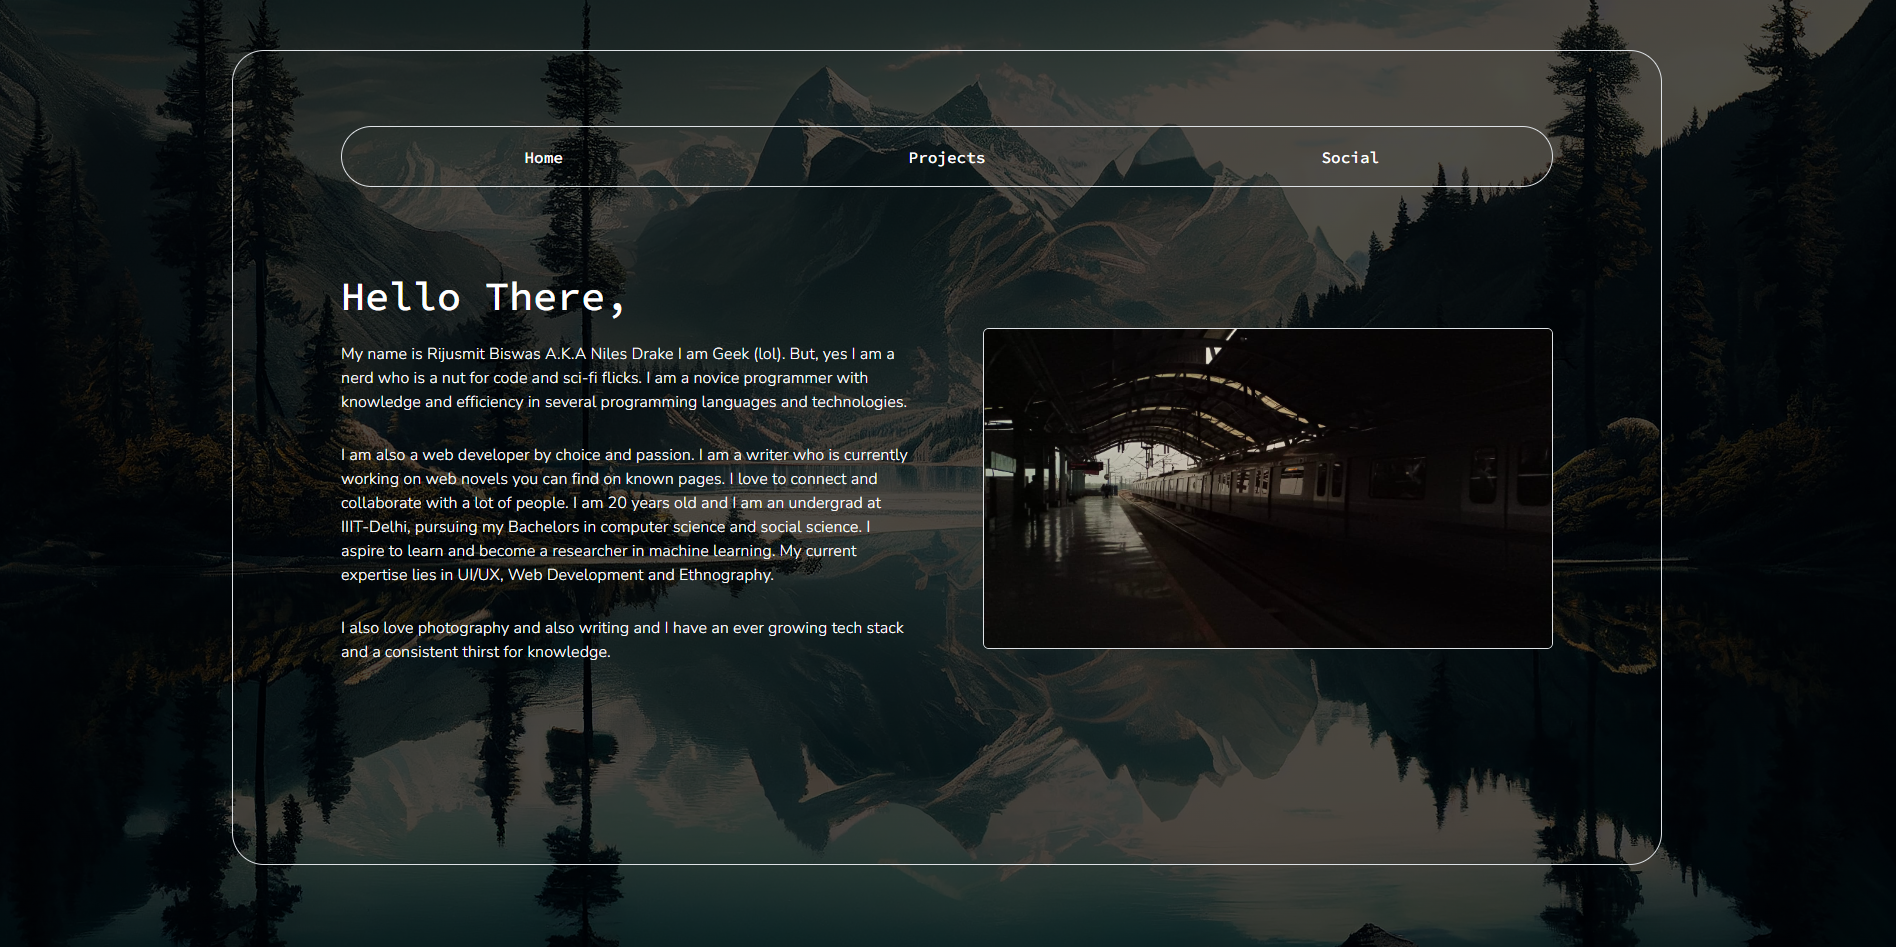 Home Projects Social
Hello There,
My name is Rijusmit Biswas A.K.A Niles Drake I am Geek (lol). But, yes I am a
nerd who is a nut for code and sci-fi flicks. I am a novice programmer with
knowledge and efficiency in several programming languages and technologies.
I am also a web developer by choice and passion. I am a writer who is currently
working on web novels you can find on known pages. I love to connect and
collaborate with a lot of people. I am 20 years old and I am an undergrad at
IIIT-Delhi, pursuing my Bachelors in computer science and social science. I
aspire to learn and become a researcher in machine learning. My current
expertise lies in UI/UX, Web Development and Ethnography.
I also love photography and also writing and I have an ever growing tech stack
and a consistent thirst for knowledge.